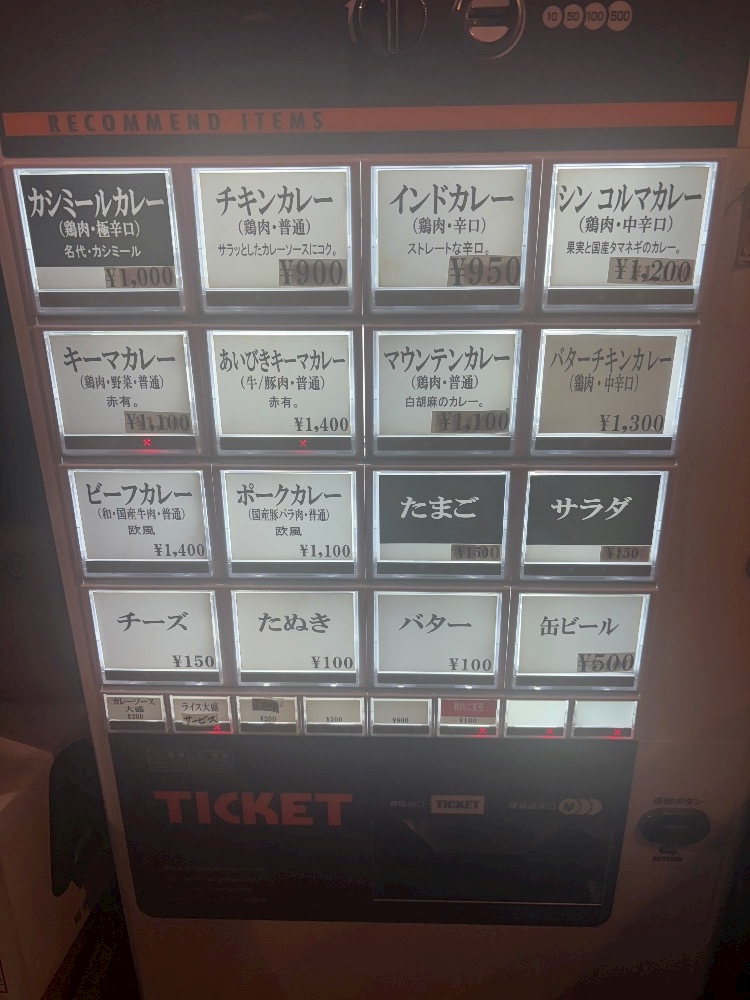 10 50 100 500
RECOMMEND ITEMS
カシミールカレー
(鶏肉・極辛口)
名代・カシミール
¥1,000
チキンカレー
(鶏肉・普通)
サラッとしたカレーソースにコク。
¥900
インドカレー
(鶏肉・辛口)
ストレートな辛口。
¥950
シン コルマカレー
(鶏肉・中辛口)
果実と国産タマネギのカレー。
¥1,200
キーマカレー
(鶏肉・野菜・普通)
赤有。
¥1,100
あいびきキーマカレー
(牛/豚肉・普通)
赤有。
¥1,400
マウンテンカレー
(鶏肉・普通)
白胡麻のカレー。
¥1,100
バターチキンカレー
(鶏肉・中辛口)
¥1,300
ビーフカレー
(和・国産牛肉・普通)
欧風
¥1,400
ポークカレー
(国産豚バラ肉・普通)
欧風
¥1,100
たまご
サラダ
¥150
チーズ
¥150
たぬき
¥100
バター
¥100
缶ビール
¥500
カレーソース
大盛
¥200
ライス大盛
サービス
¥200
¥500
¥100
TICKET
TICKET